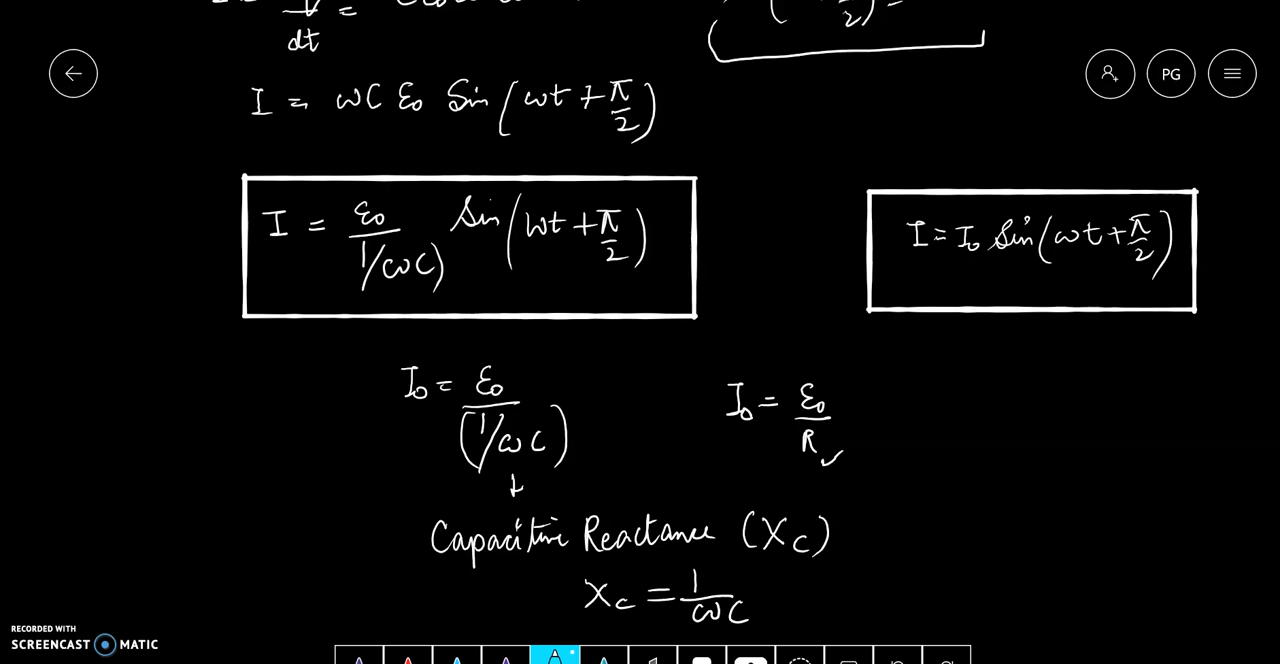 dt
PG
I = ωC ε₀ Sin(ωt + π/2)
I = ε₀/(1/ωC) Sin(ωt + π/2)
I = I₀ Sin(ωt + π/2)
I₀ = ε₀/(1/ωC)
I₀ = ε₀/R
Capacitive Reactance (X_C)
X_C = 1/ωC
RECORDED WITH
SCREENCAST MATIC